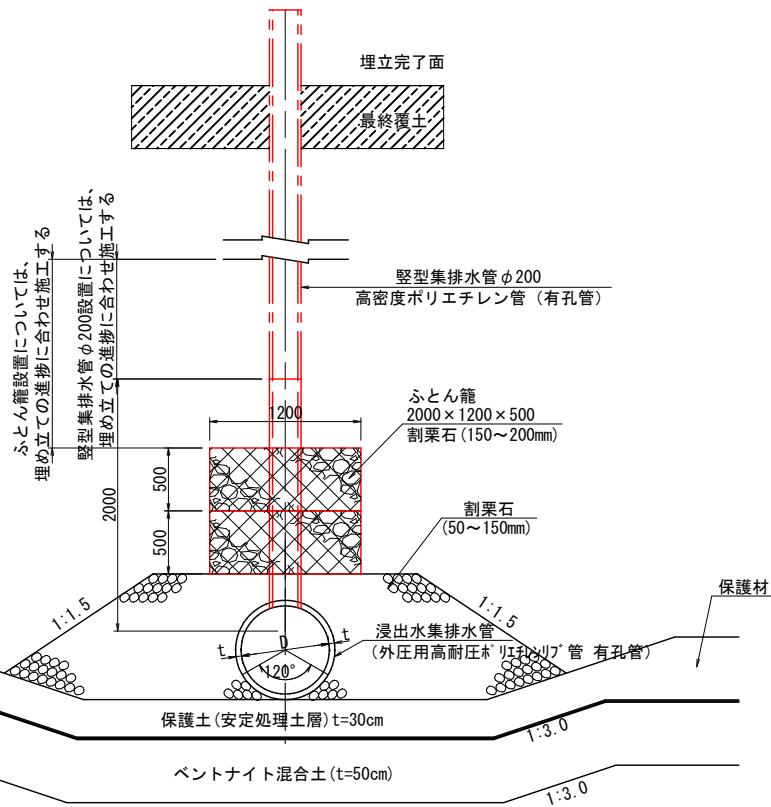 埋立完了面
最終覆土
ふとん籠設置については、
埋め立ての進捗に合わせ施工する
竪型集排水管φ200設置については、
埋め立ての進捗に合わせ施工する
竪型集排水管φ200
高密度ポリエチレン管（有孔管）
ふとん籠
2000×1200×500
割栗石(150～200mm)
1200
500
500
2000
割栗石
(50～150mm)
1:1.5
1:1.5
保護材
浸出水集排水管
(外圧用高耐圧ﾎﾟﾘｴﾁﾚﾝﾘﾌﾞ管 有孔管)
t
D
t
120°
保護土(安定処理土層)t=30cm
1:3.0
ベントナイト混合土(t=50cm)
1:3.0